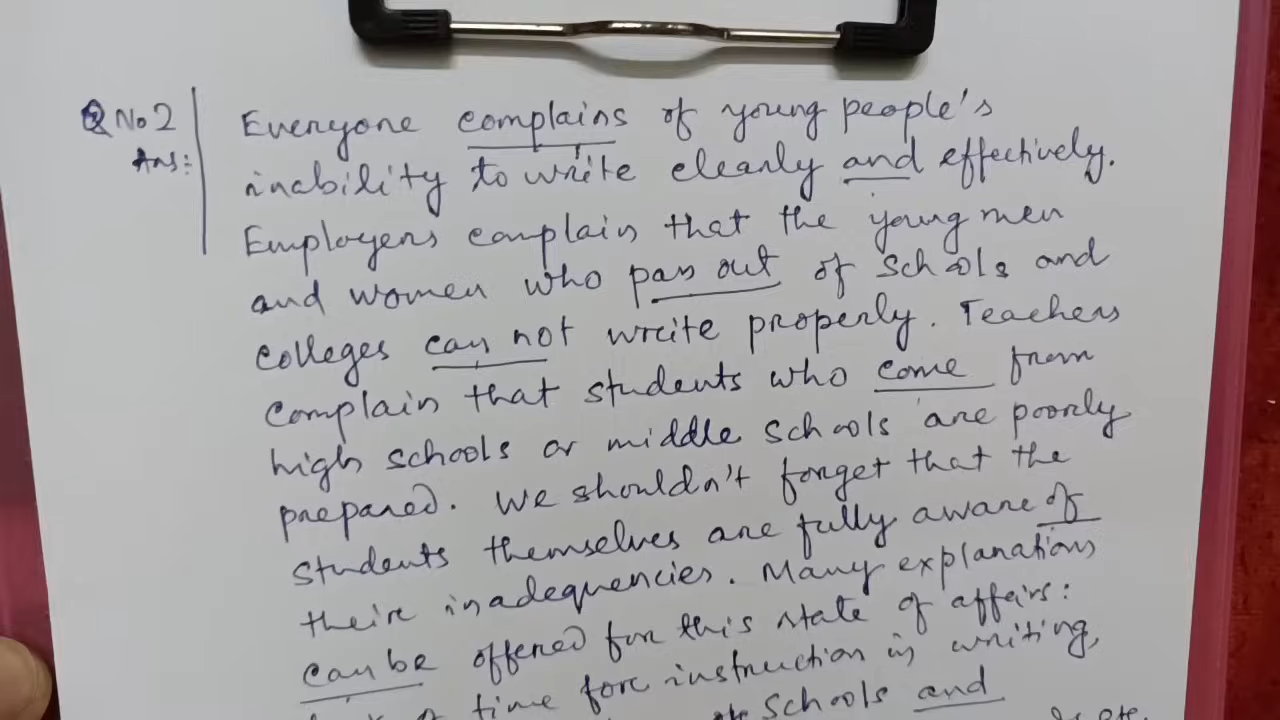 Q No 2
Ans:
Everyone complains of young people's
inability to write clearly and effectively.
Employers complain that the young men
and women who pass out of schools and
colleges can not write properly. Teachers
complain that students who come from
high schools or middle schools are poorly
prepared. We shouldn't forget that the
students themselves are fully aware of
their inadequencies. Many explanations
can be offered for this state of affairs:
time for instruction in writing,
schools and